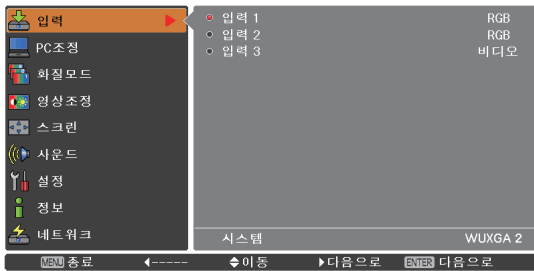 입력
PC조정
화질모드
영상조정
스크린
사운드
설정
정보
네트워크
입력 1 RGB
입력 2 RGB
입력 3 비디오
시스템 WUXGA 2
MENU 종료 ◀----- ◆이동 ▶다음으로 ENTER 다음으로